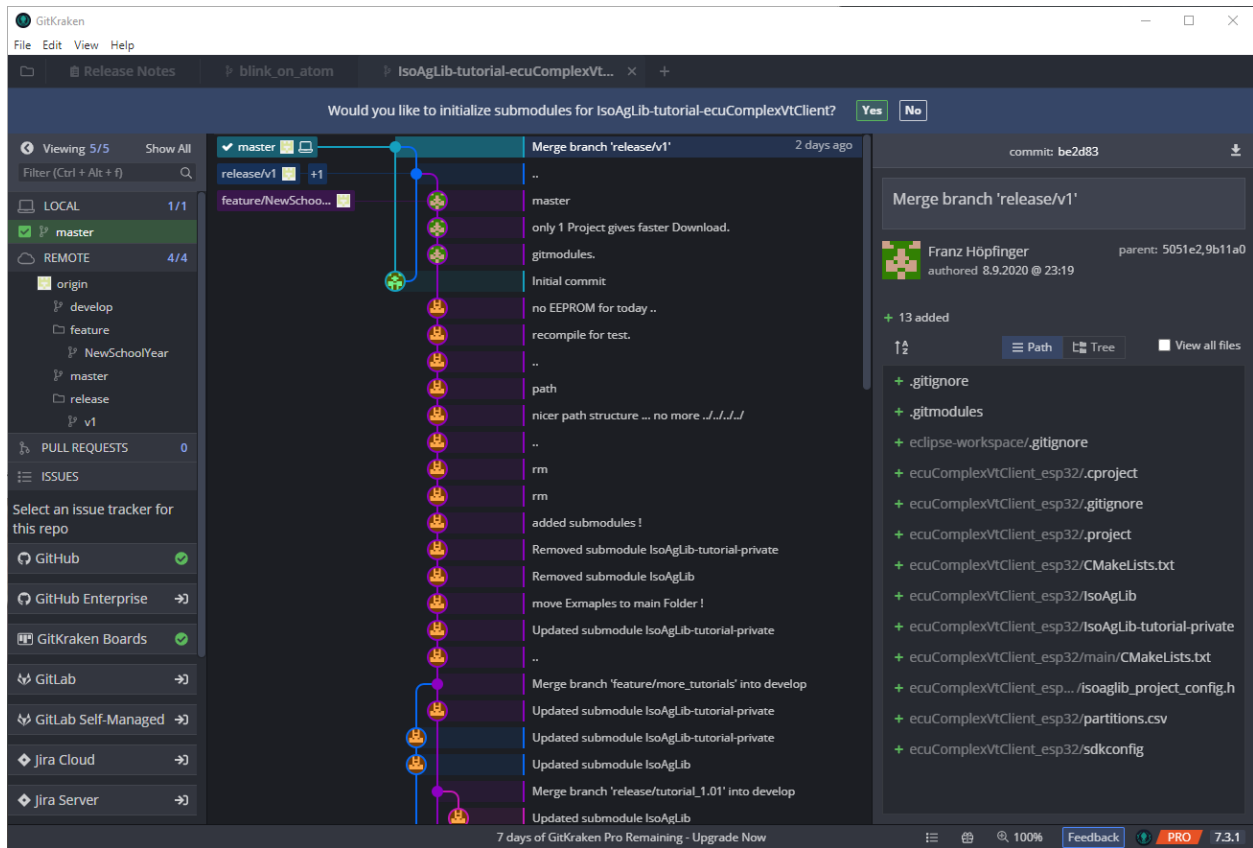 GitKraken
File Edit View Help
Release Notes
blink_on_atom
IsoAgLib-tutorial-ecuComplexVt...
Would you like to initialize submodules for IsoAgLib-tutorial-ecuComplexVtClient? Yes No
Viewing 5/5 Show All
Filter (Ctrl + Alt + f)
LOCAL 1/1
master
REMOTE 4/4
origin
develop
feature
NewSchoolYear
master
release
v1
PULL REQUESTS 0
ISSUES
Select an issue tracker for
this repo
GitHub
GitHub Enterprise
GitKraken Boards
GitLab
GitLab Self-Managed
Jira Cloud
Jira Server
master
release/v1 +1
feature/NewSchoo...
Merge branch 'release/v1' 2 days ago
..
master
only 1 Project gives faster Download.
gitmodules.
Initial commit
no EEPROM for today ..
recompile for test.
..
path
nicer path structure ... no more ../../../../
..
rm
rm
added submodules !
Removed submodule IsoAgLib-tutorial-private
Removed submodule IsoAgLib
move Exmaples to main Folder !
Updated submodule IsoAgLib-tutorial-private
..
Merge branch 'feature/more_tutorials' into develop
Updated submodule IsoAgLib-tutorial-private
Updated submodule IsoAgLib-tutorial-private
Updated submodule IsoAgLib
Merge branch 'release/tutorial_1.01' into develop
Updated submodule IsoAgLib
commit: be2d83
Merge branch 'release/v1'
Franz Höpfinger
authored 8.9.2020 @ 23:19
parent: 5051e2,9b11a0
+ 13 added
A
Z
Path Tree View all files
+ .gitignore
+ .gitmodules
+ eclipse-workspace/.gitignore
+ ecuComplexVtClient_esp32/.cproject
+ ecuComplexVtClient_esp32/.gitignore
+ ecuComplexVtClient_esp32/.project
+ ecuComplexVtClient_esp32/CMakeLists.txt
+ ecuComplexVtClient_esp32/IsoAgLib
+ ecuComplexVtClient_esp32/IsoAgLib-tutorial-private
+ ecuComplexVtClient_esp32/main/CMakeLists.txt
+ ecuComplexVtClient_esp... /isoaglib_project_config.h
+ ecuComplexVtClient_esp32/partitions.csv
+ ecuComplexVtClient_esp32/sdkconfig
7 days of GitKraken Pro Remaining - Upgrade Now
100% Feedback PRO 7.3.1